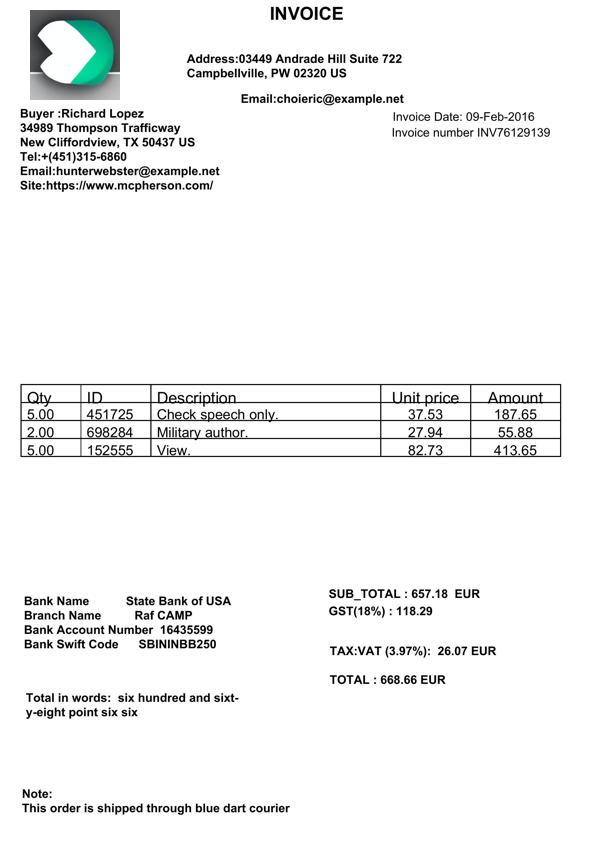 INVOICE
Address:03449 Andrade Hill Suite 722
Campbellville, PW 02320 US
Email:choieric@example.net
Buyer :Richard Lopez
34989 Thompson Trafficway
New Cliffordview, TX 50437 US
Tel:+(451)315-6860
Email:hunterwebster@example.net
Site:https://www.mcpherson.com/
Invoice Date: 09-Feb-2016
Invoice number INV76129139
Qty ID Description Unit price Amount
5.00 451725 Check speech only. 37.53 187.65
2.00 698284 Military author. 27.94 55.88
5.00 152555 View. 82.73 413.65
Bank Name State Bank of USA
Branch Name Raf CAMP
Bank Account Number 16435599
Bank Swift Code SBININBB250
SUB_TOTAL : 657.18 EUR
GST(18%) : 118.29
TAX:VAT (3.97%): 26.07 EUR
TOTAL : 668.66 EUR
Total in words: six hundred and sixt-
y-eight point six six
Note:
This order is shipped through blue dart courier